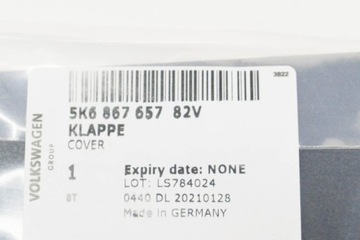 3822
5K6 867 657 82V
KLAPPE
COVER
VOLKSWAGEN
GROUP
1 Expiry date: NONE
LOT: LS784024
ST 0440 DL 20210128
Made in GERMANY